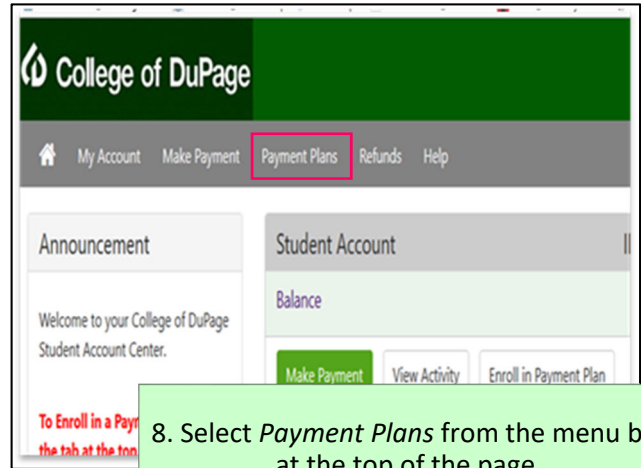 College of DuPage
My Account Make Payment Payment Plans Refunds Help
Announcement
Student Account
Balance
Welcome to your College of DuPage
Student Account Center.
Make Payment View Activity Enroll in Payment Plan
To Enroll in a Paym
the tab at the top
8. Select Payment Plans from the menu b
at the top of the page